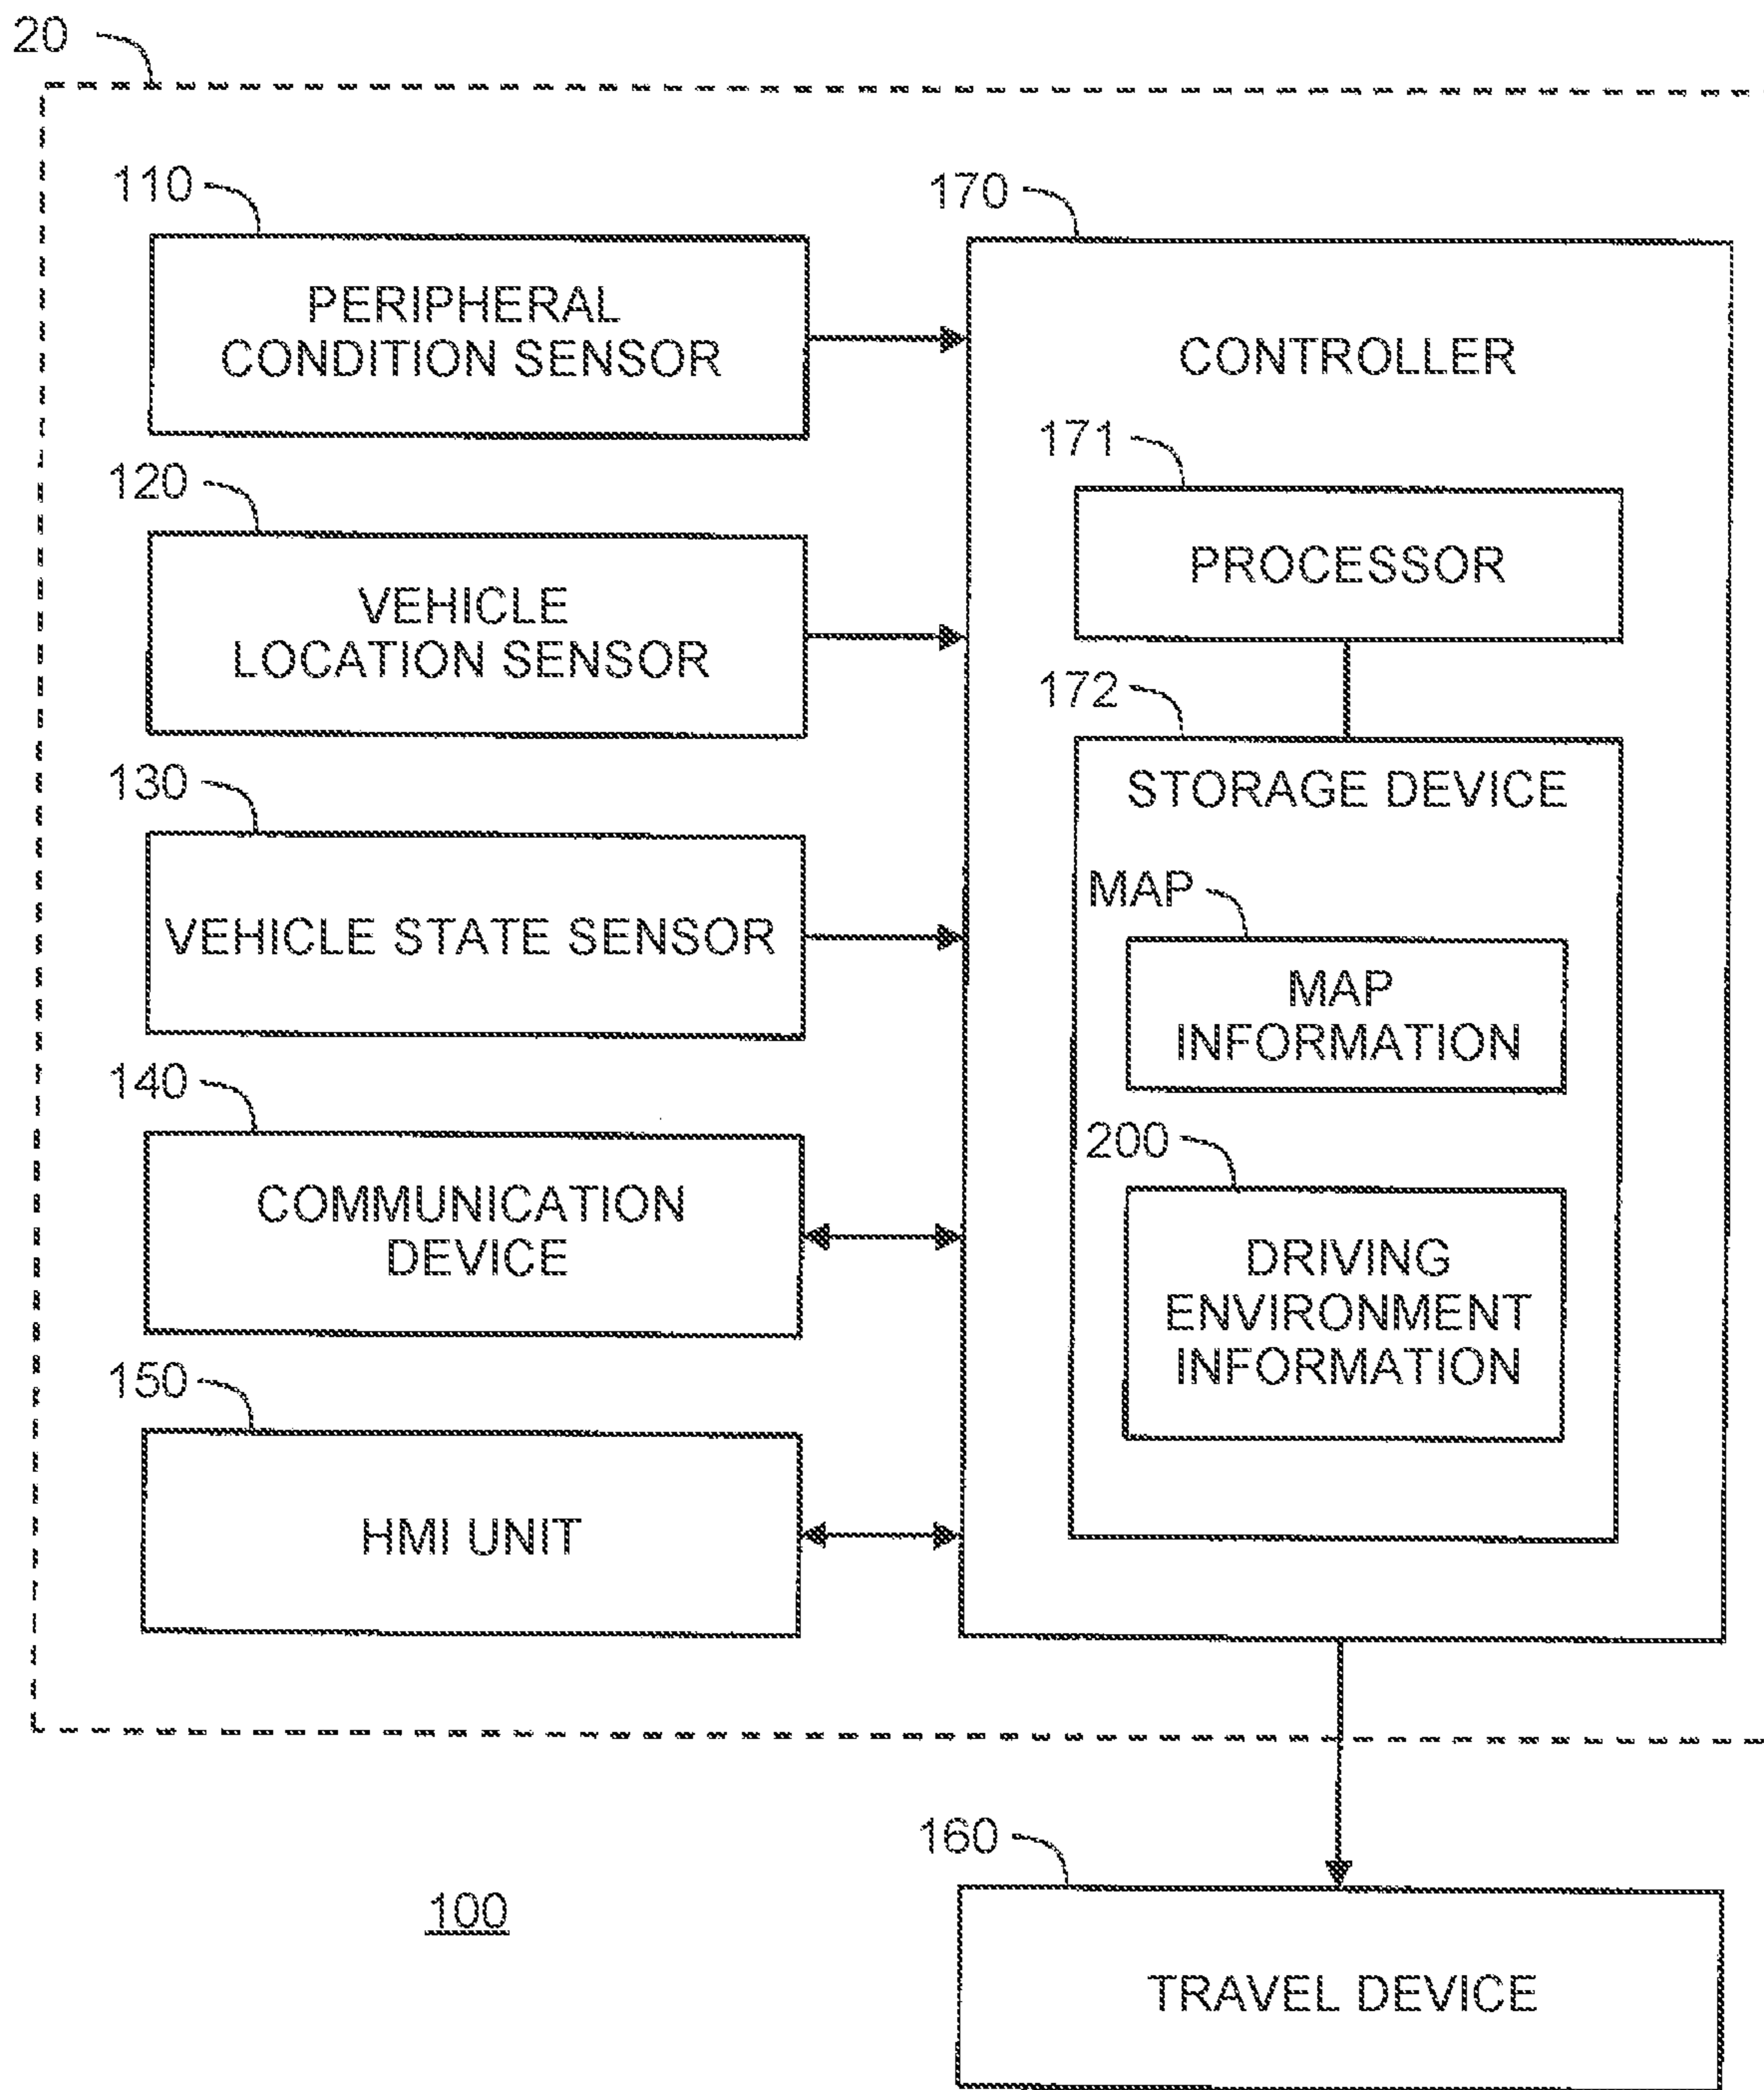 20
110
PERIPHERAL
CONDITION SENSOR
120
VEHICLE
LOCATION SENSOR
130
VEHICLE STATE SENSOR
140
COMMUNICATION
DEVICE
150
HMI UNIT
170
CONTROLLER
171
PROCESSOR
172
STORAGE DEVICE
MAP
MAP
INFORMATION
200
DRIVING
ENVIRONMENT
INFORMATION
160
TRAVEL DEVICE
100